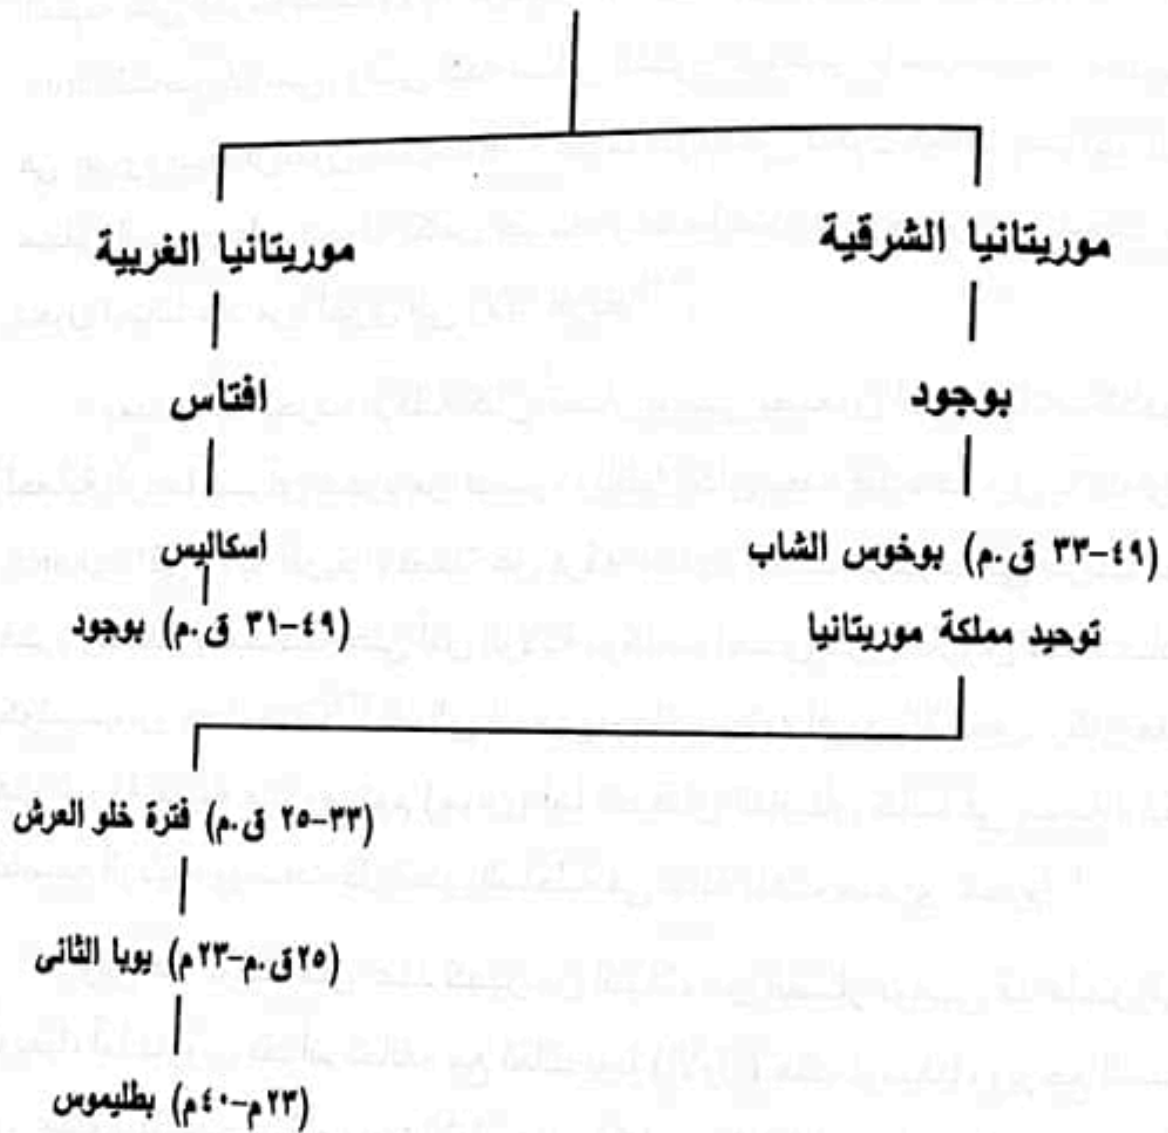 موريتانيا الشرقية
موريتانيا الغربية
بوجود
افتاس
(٤٩-٣٣ ق.م) بوخوس الشاب
اسكاليس
توحيد مملكة موريتانيا
(٤٩-٣١ ق.م) بوجود
(٣٣-٢٥ ق.م) فترة خلو العرش
(٢٥ق.م-٢٣م) يوبا الثانى
(٢٣م-٤٠م) بطليموس